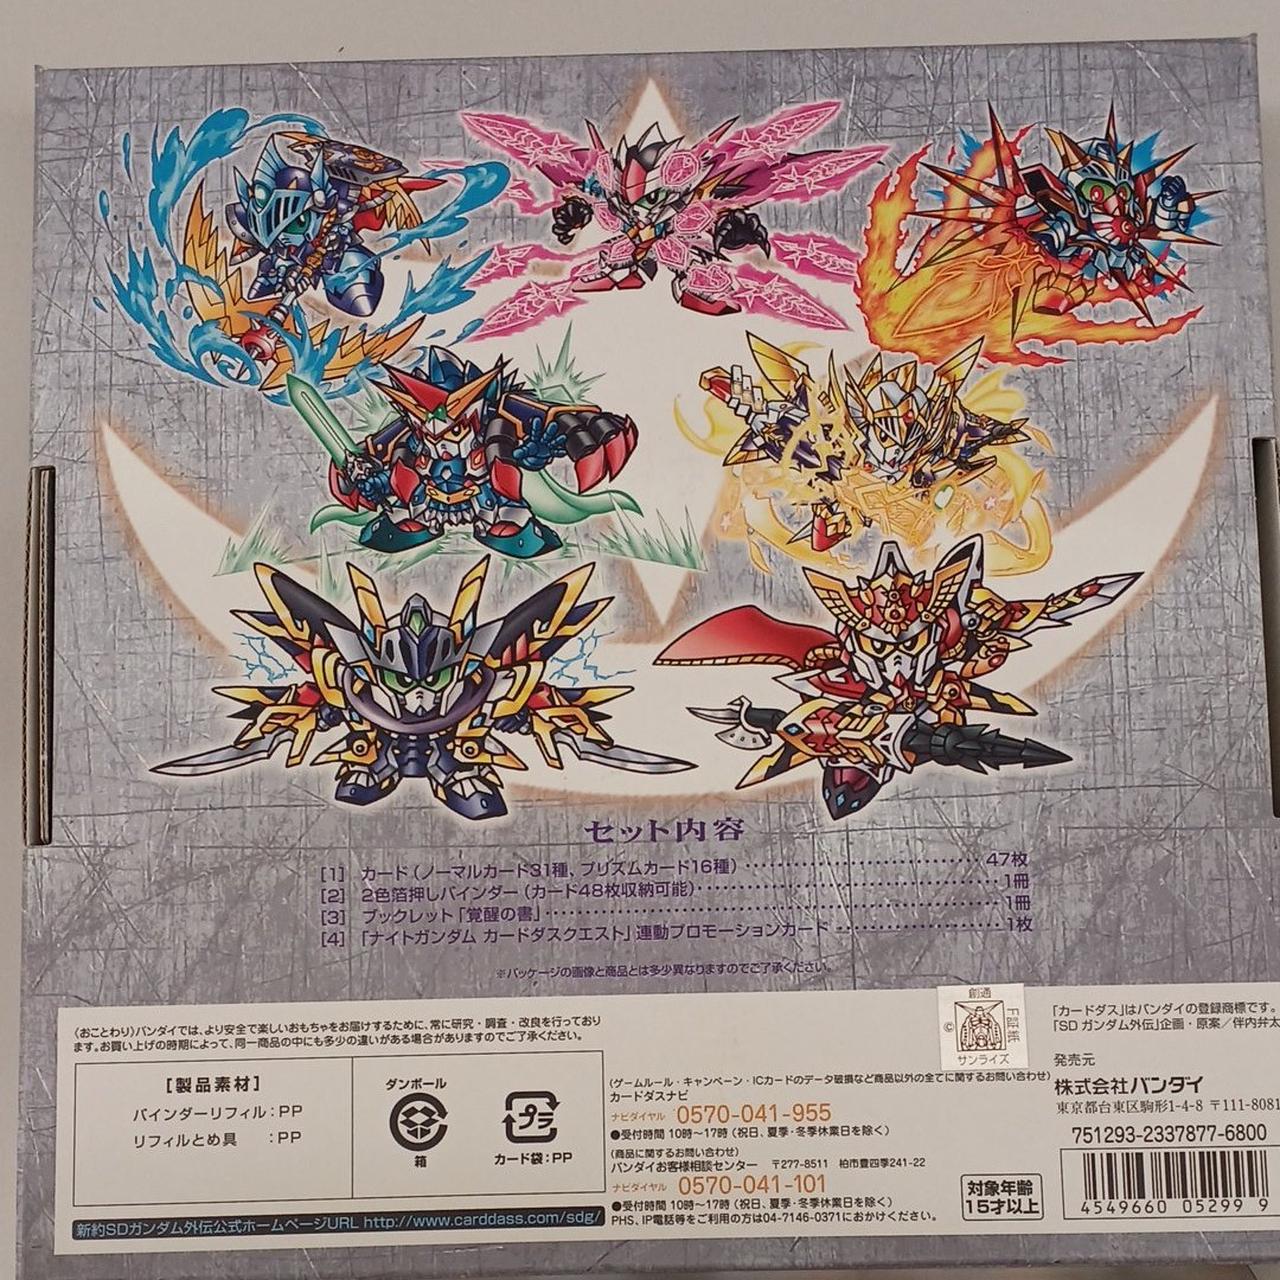 セット内容
[1] カード（ノーマルカード31種、プリズムカード16種）‥‥‥‥‥‥‥‥‥‥ 47枚
[2] 2色箔押しバインダー（カード48枚収納可能）‥‥‥‥‥‥‥‥‥‥‥‥ 1冊
[3] ブックレット「覚醒の書」‥‥‥‥‥‥‥‥‥‥‥‥‥‥‥‥‥‥ 1冊
[4] 「ナイトガンダム カードダスクエスト」連動プロモーションカード ‥‥‥‥‥‥‥ 1枚
※パッケージの画像と商品とは多少異なりますのでご了承ください。
〈おことわり〉バンダイでは、より安全で楽しいおもちゃをお届けするために、常に研究・調査・改良を行っており
ます。お買い上げの時期によって、同一商品の中にも多少の違いがある場合がありますのでご了承ください。
【製品素材】
バインダーリフィル：PP
リフィルとめ具　：PP
ダンボール
箱
プラ
カード袋：PP
新約SDガンダム外伝公式ホームページURL http://www.carddass.com/sdg/
（ゲームルール・キャンペーン・ICカードのデータ破損など商品以外の全てに関するお問い合わせ）
カードダスナビ
ナビダイヤル 0570-041-955
●受付時間 10時〜17時（祝日、夏季・冬季休業日を除く）
（商品に関するお問い合わせ）
バンダイお客様相談センター 〒277-8511 柏市豊四季241-22
ナビダイヤル 0570-041-101
●受付時間 10時〜17時（祝日、夏季・冬季休業日を除く）
PHS、IP電話等をご利用の方は04-7146-0371におかけください。
創通
©
証紙
サンライズ
対象年齢
15才以上
「カードダス」はバンダイの登録商標です。
「SD ガンダム外伝」企画・原案／伴内弁太
発売元
株式会社バンダイ
東京都台東区駒形1-4-8 〒111-8081
751293-2337877-6800
4549660 05299 9